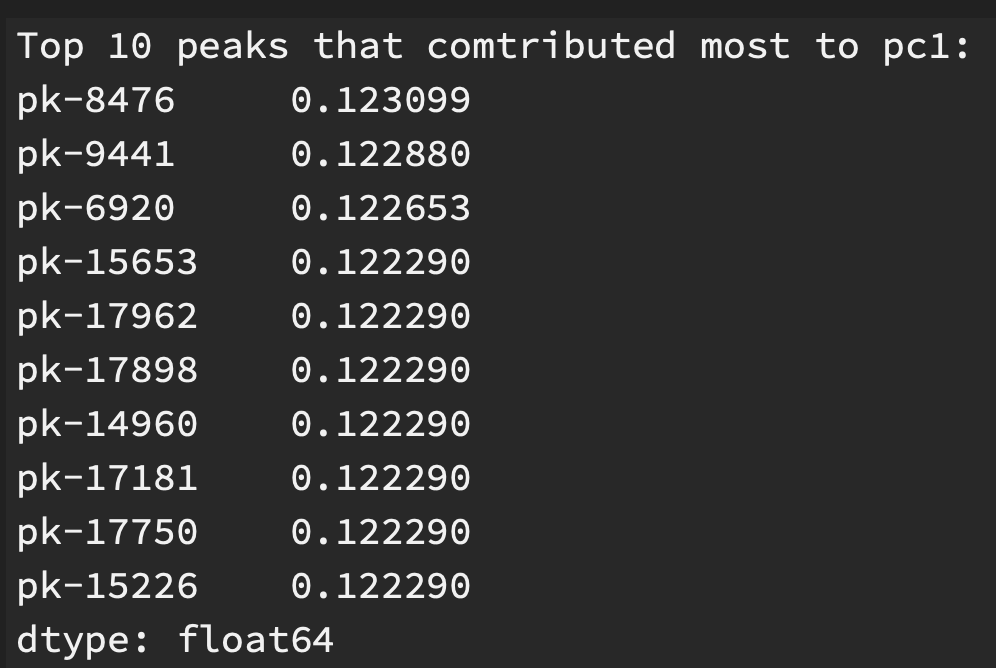 Top 10 peaks that comtributed most to pc1:
pk-8476     0.123099
pk-9441     0.122880
pk-6920     0.122653
pk-15653    0.122290
pk-17962    0.122290
pk-17898    0.122290
pk-14960    0.122290
pk-17181    0.122290
pk-17750    0.122290
pk-15226    0.122290
dtype: float64